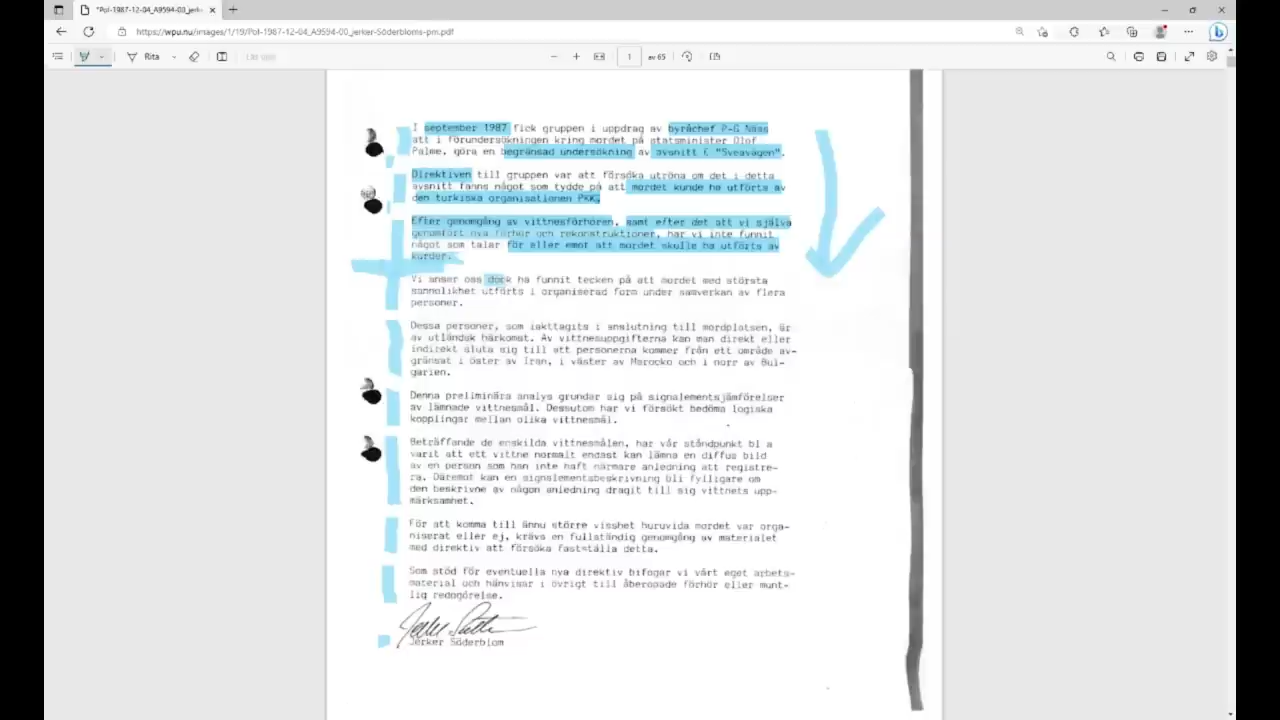 *Pol-1987-12-04_A9594-00_jerk-
https://wpu.nu/images/1/19/Pol-1987-12-04_A9594-00_jerker-Söderbloms-pm.pdf
Rita
1 av 65
I september 1987 fick gruppen i uppdrag av byråchef P-G Näss
att i förundersökningen kring mordet på statsminister Olof
Palme, göra en begränsad undersökning av avsnitt C "Sveavägen".
Direktiven till gruppen var att försöka utröna om det i detta
avsnitt fanns något som tydde på att mordet kunde ha utförts av
den turkiska organisationen PKK.
Efter genomgång av vittnesförhören, samt efter det att vi själva
genomfört nya förhör och rekonstruktioner, har vi inte funnit
något som talar för eller emot att mordet skulle ha utförts av
kurder.
Vi anser oss dock ha funnit tecken på att mordet med största
sannolikhet utförts i organiserad form under samverkan av flera
personer.
Dessa personer, som iakttagits i anslutning till mordplatsen, är
av utländsk härkomst. Av vittnesuppgifterna kan man direkt eller
indirekt sluta sig till att personerna kommer från ett område av-
gränsat i öster av Iran, i väster av Marocko och i norr av Bul-
garien.
Denna preliminära analys grundar sig på signalementsjämförelser
av lämnade vittnesmål. Dessutom har vi försökt bedöma logiska
kopplingar mellan olika vittnesmål.
Beträffande de enskilda vittnesmålen, har vår ståndpunkt bl a
varit att ett vittne normalt endast kan lämna en diffus bild
av en person som han inte haft närmare anledning att registre-
ra. Däremot kan en signalementsbeskrivning bli fylligare om
den beskrivne av någon anledning dragit till sig vittnets upp-
märksamhet.
För att komma till ännu större visshet huruvida mordet var orga-
niserat eller ej, krävs en fullständig genomgång av materialet
med direktiv att försöka fastställa detta.
Som stöd för eventuella nya direktiv bifogar vi vårt eget arbets-
material och hänvisar i övrigt till åberopade förhör eller munt-
lig redogörelse.
Jerker Söderblom